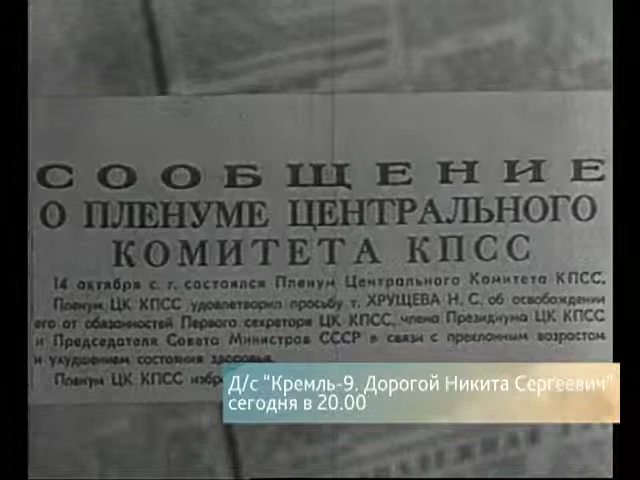 СООБЩЕНИЕ
О ПЛЕНУМЕ ЦЕНТРАЛЬНОГО
КОМИТЕТА КПСС
14 октября с. г. состоялся Пленум Центрального Комитета КПСС.
Пленум ЦК КПСС удовлетворил просьбу т. ХРУЩЕВА Н. С. об освобождении
его от обязанностей Первого секретаря ЦК КПСС, члена Президиума ЦК КПСС
и Председателя Совета Министров СССР в связи с преклонным возрастом
и ухудшением состояния здоровья.
Пленум ЦК КПСС избр
Д/с "Кремль-9. Дорогой Никита Сергеевич"
сегодня в 20.00